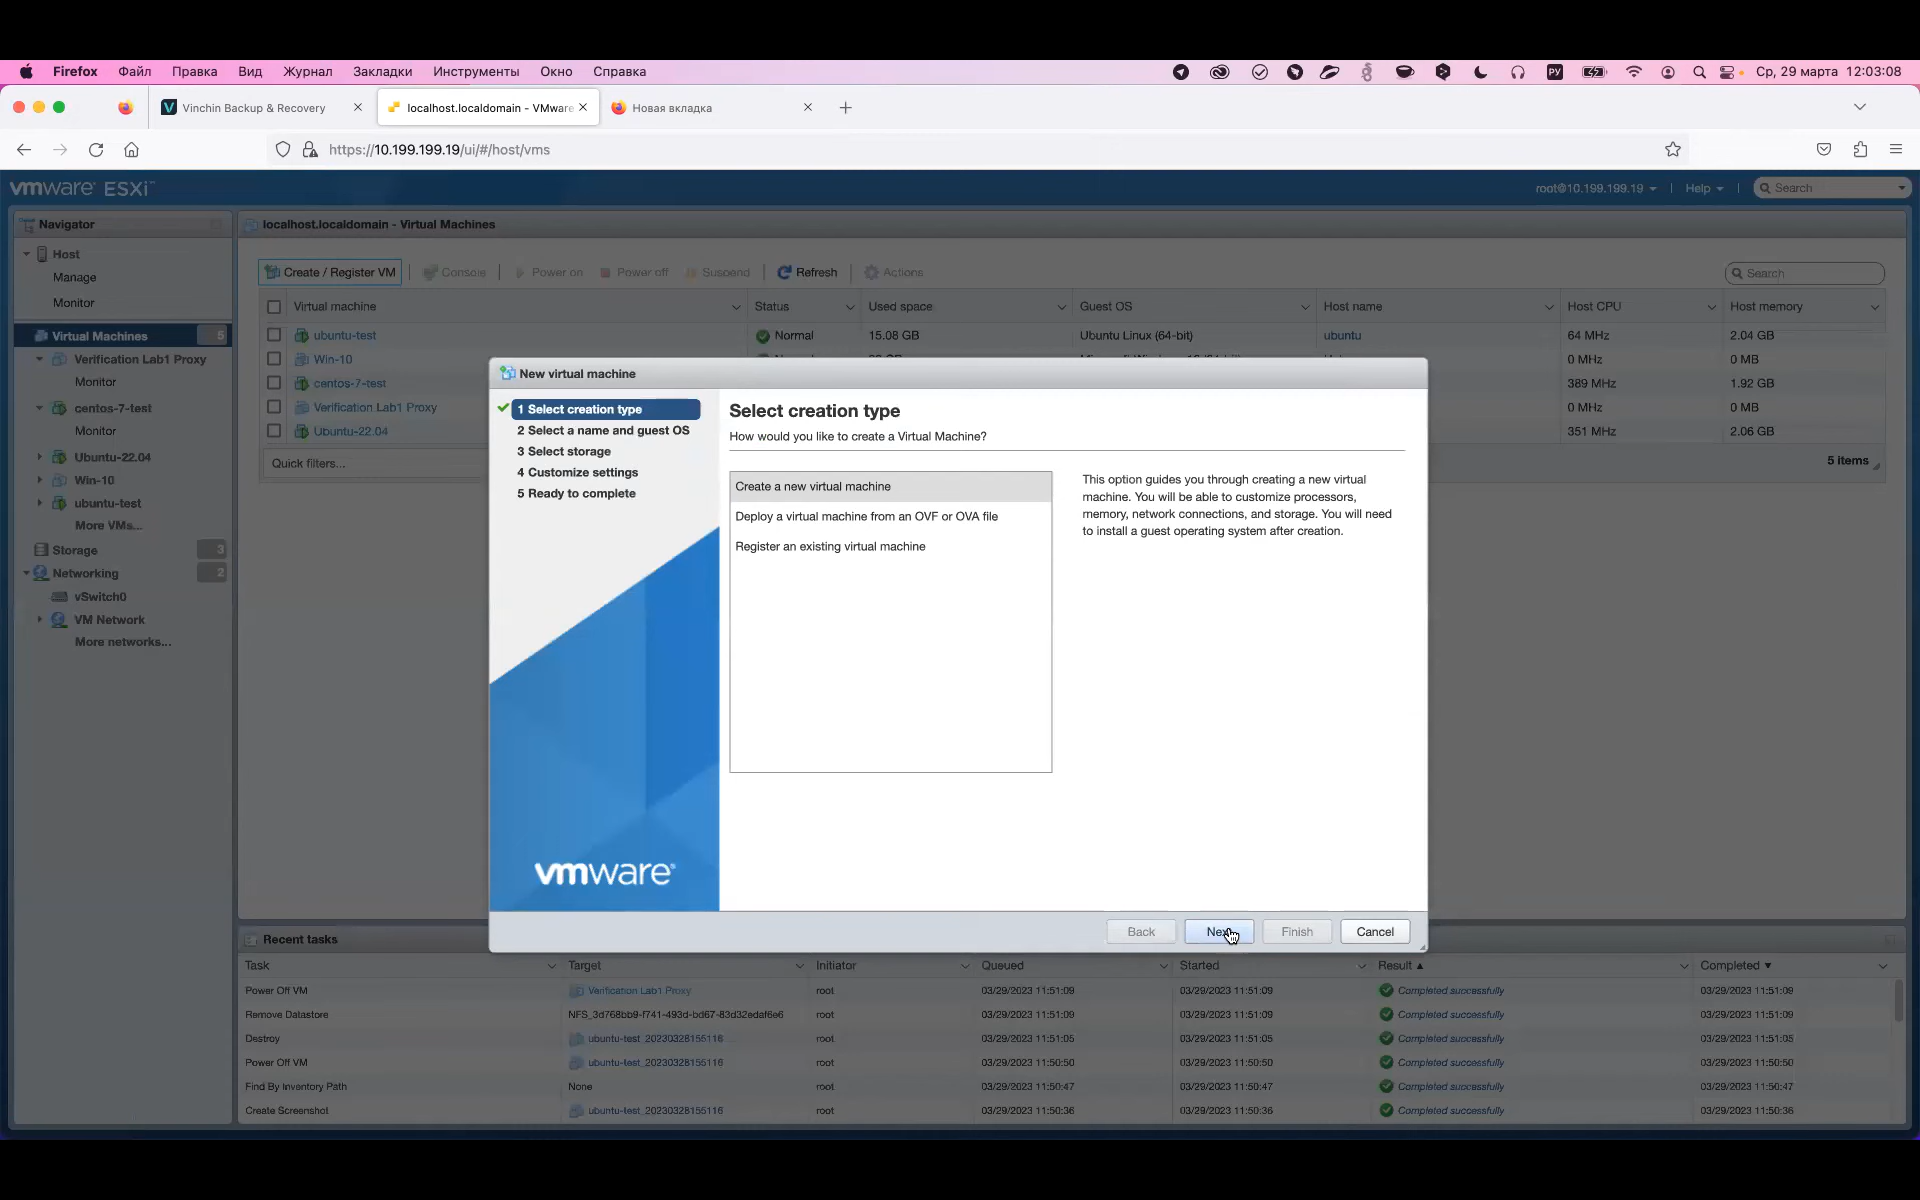 Firefox Файл Правка Вид Журнал Закладки Инструменты Окно Справка РУ Ср, 29 марта 12:03:08
Vinchin Backup & Recovery localhost.localdomain - VMware Новая вкладка
https://10.199.199.19/ui/#/host/vms
vmware ESXi root@10.199.199.19 Help Search
Navigator localhost.localdomain - Virtual Machines
Host
Manage
Monitor
Virtual Machines 5
Verification Lab1 Proxy
Monitor
centos-7-test
Monitor
Ubuntu-22.04
Win-10
ubuntu-test
More VMs...
Storage 3
Networking 2
vSwitch0
VM Network
More networks...
Create / Register VM Console Power on Power off Suspend Refresh Actions Search
Virtual machine Status Used space Guest OS Host name Host CPU Host memory
ubuntu-test Normal 15.08 GB Ubuntu Linux (64-bit) ubuntu 64 MHz 2.04 GB
Win-10 0 MHz 0 MB
centos-7-test 389 MHz 1.92 GB
Verification Lab1 Proxy 0 MHz 0 MB
Ubuntu-22.04 351 MHz 2.06 GB
Quick filters... 5 items
New virtual machine
1 Select creation type
2 Select a name and guest OS
3 Select storage
4 Customize settings
5 Ready to complete
vmware
Select creation type
How would you like to create a Virtual Machine?
Create a new virtual machine
Deploy a virtual machine from an OVF or OVA file
Register an existing virtual machine
This option guides you through creating a new virtual
machine. You will be able to customize processors,
memory, network connections, and storage. You will need
to install a guest operating system after creation.
Back Next Finish Cancel
Recent tasks
Task Target Initiator Queued Started Result Completed
Power Off VM Verification Lab1 Proxy root 03/29/2023 11:51:09 03/29/2023 11:51:09 Completed successfully 03/29/2023 11:51:09
Remove Datastore NFS_3d768bb9-f741-493d-bd67-83d32edaf6e6 root 03/29/2023 11:51:09 03/29/2023 11:51:09 Completed successfully 03/29/2023 11:51:09
Destroy ubuntu-test_20230328155116 root 03/29/2023 11:51:05 03/29/2023 11:51:05 Completed successfully 03/29/2023 11:51:05
Power Off VM ubuntu-test_20230328155116 root 03/29/2023 11:50:50 03/29/2023 11:50:50 Completed successfully 03/29/2023 11:50:50
Find By Inventory Path None root 03/29/2023 11:50:47 03/29/2023 11:50:47 Completed successfully 03/29/2023 11:50:47
Create Screenshot ubuntu-test_20230328155116 root 03/29/2023 11:50:36 03/29/2023 11:50:36 Completed successfully 03/29/2023 11:50:36